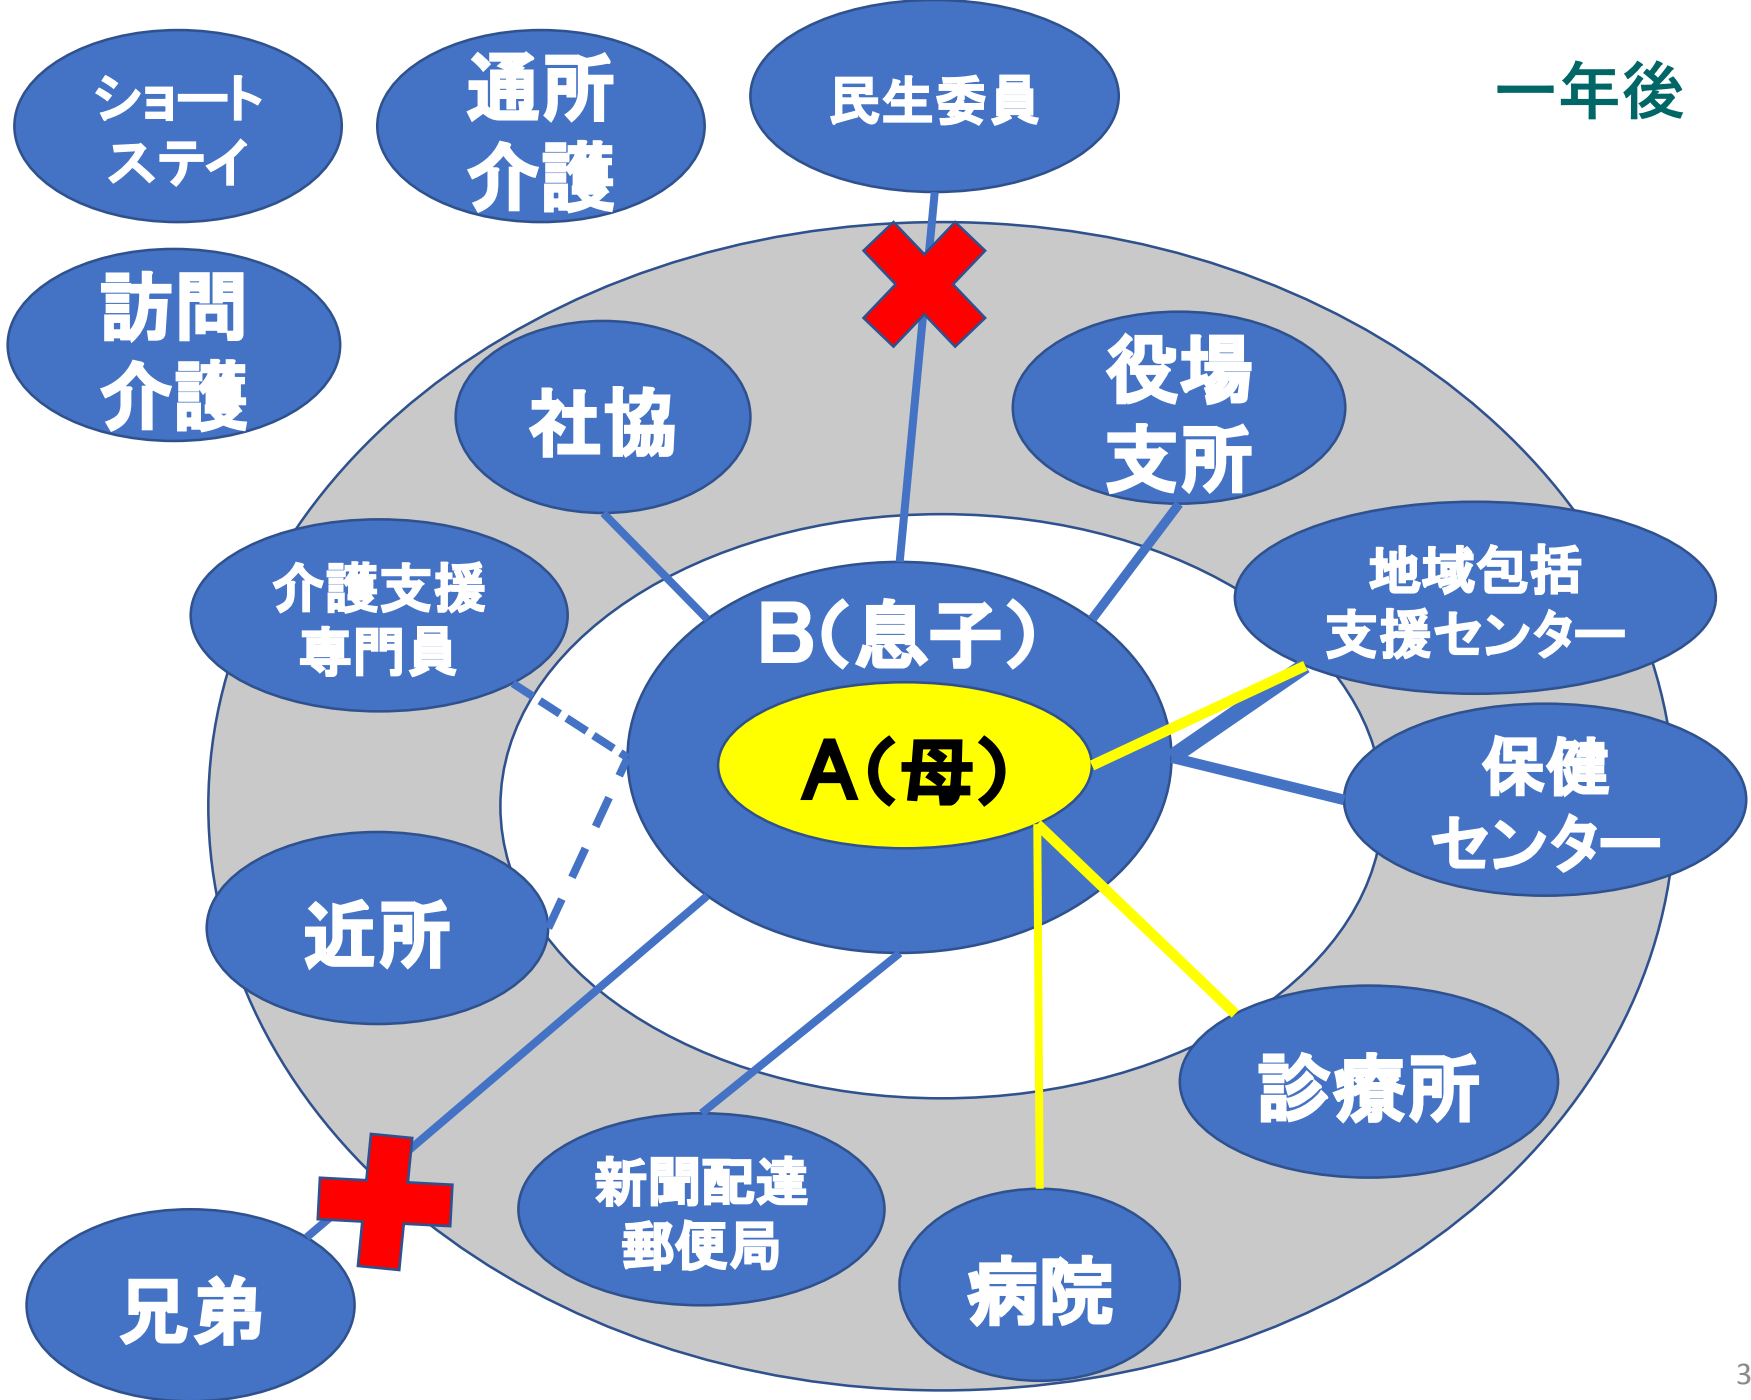 一年後
ショート
ステイ
通所
介護
民生委員
訪問
介護
社協
役場
支所
介護支援
専門員
地域包括
支援センター
B(息子)
A(母)
保健
センター
近所
診療所
新聞配達
郵便局
病院
兄弟
3